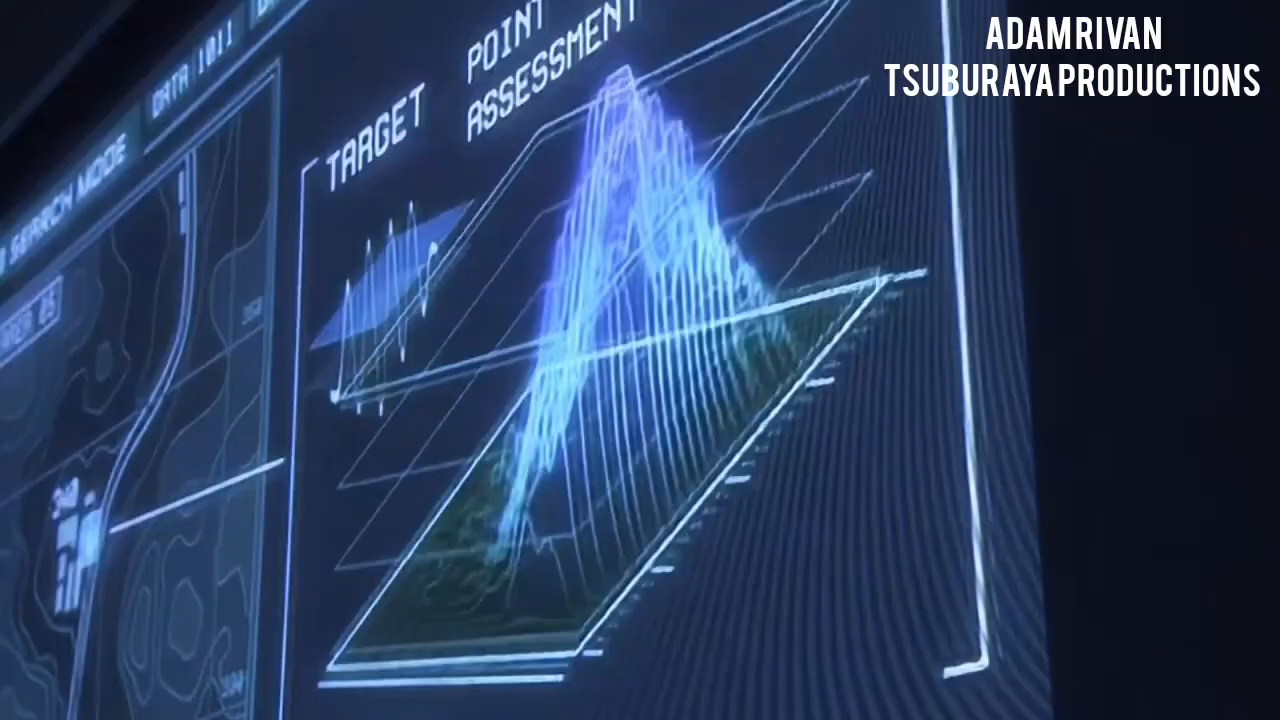 ADAMRIVAN
TSUBURAYA PRODUCTIONS
POINT
ASSESSMENT
TARGET
DATA 1011
SEARCH MODE